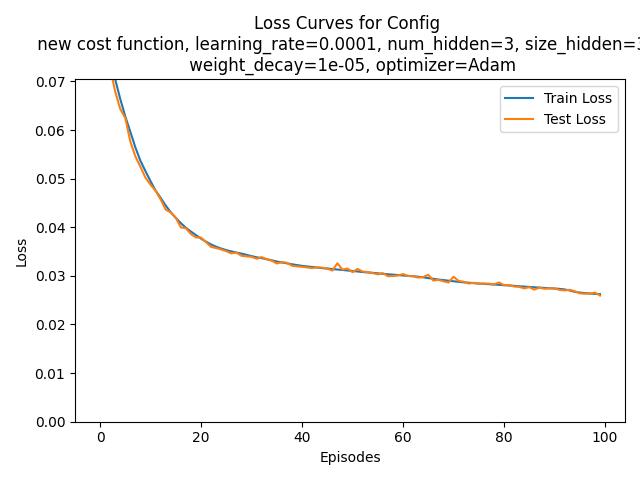 Loss Curves for Config
new cost function, learning_rate=0.0001, num_hidden=3, size_hidden=
weight_decay=1e-05, optimizer=Adam
0.07
0.06
0.05
0.04
0.03
0.02
0.01
0.00
Loss
Train Loss
Test Loss
0
20
40
60
80
100
Episodes